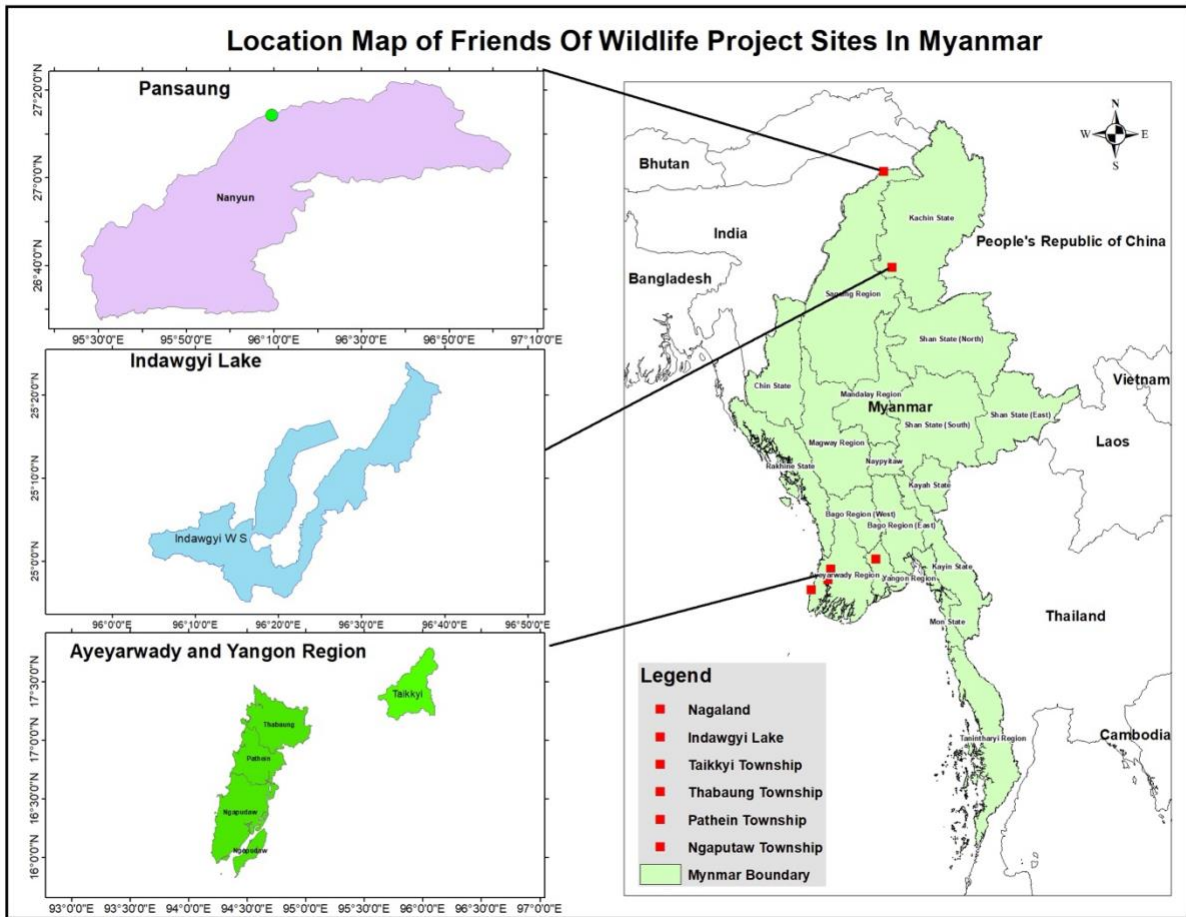 Location Map of Friends Of Wildlife Project Sites In Myanmar
Pansaung
27°20'0"N
27°0'0"N
26°40'0"N
Nanyun
95°30'0"E
95°50'0"E
96°10'0"E
96°30'0"E
96°50'0"E
97°10'0"E
Indawgyi Lake
25°20'0"N
25°10'0"N
25°0'0"N
Indawgyi W S
96°0'0"E
96°10'0"E
96°20'0"E
96°30'0"E
96°40'0"E
96°50'0"E
Ayeyarwady and Yangon Region
17°30'0"N
17°0'0"N
16°30'0"N
16°0'0"N
Taikkyi
Thabaung
Pathein
Ngapudaw
Ngapudaw
93°0'0"E
93°30'0"E
94°0'0"E
94°30'0"E
95°0'0"E
95°30'0"E
96°0'0"E
96°30'0"E
97°0'0"E
N
W
E
S
Bhutan
India
Bangladesh
People's Republic of China
Kachin State
Sagaing Region
Shan State (North)
Chin State
Mandalay Region
Myanmar
Shan State (East)
Shan State (South)
Magway Region
Rakhine State
Naypyitaw
Kayah State
Bago Region (West)
Bago Region (East)
Ayeyarwady Region
Yangon Region
Kayin State
Mon State
Tanintharyi Region
Vietnam
Laos
Thailand
Cambodia
Legend
Nagaland
Indawgyi Lake
Taikkyi Township
Thabaung Township
Pathein Township
Ngaputaw Township
Mynmar Boundary